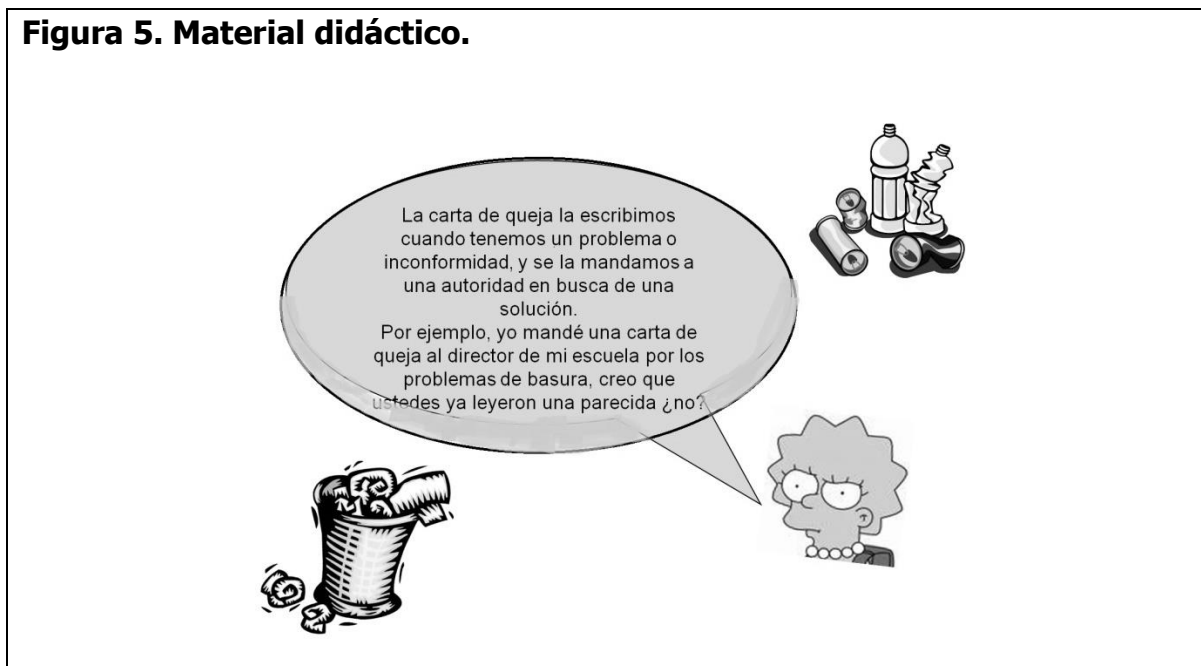 Figura 5. Material didáctico.
La carta de queja la escribimos
cuando tenemos un problema o
inconformidad, y se la mandamos a
una autoridad en busca de una
solución.
Por ejemplo, yo mandé una carta de
queja al director de mi escuela por los
problemas de basura, creo que
ustedes ya leyeron una parecida ¿no?